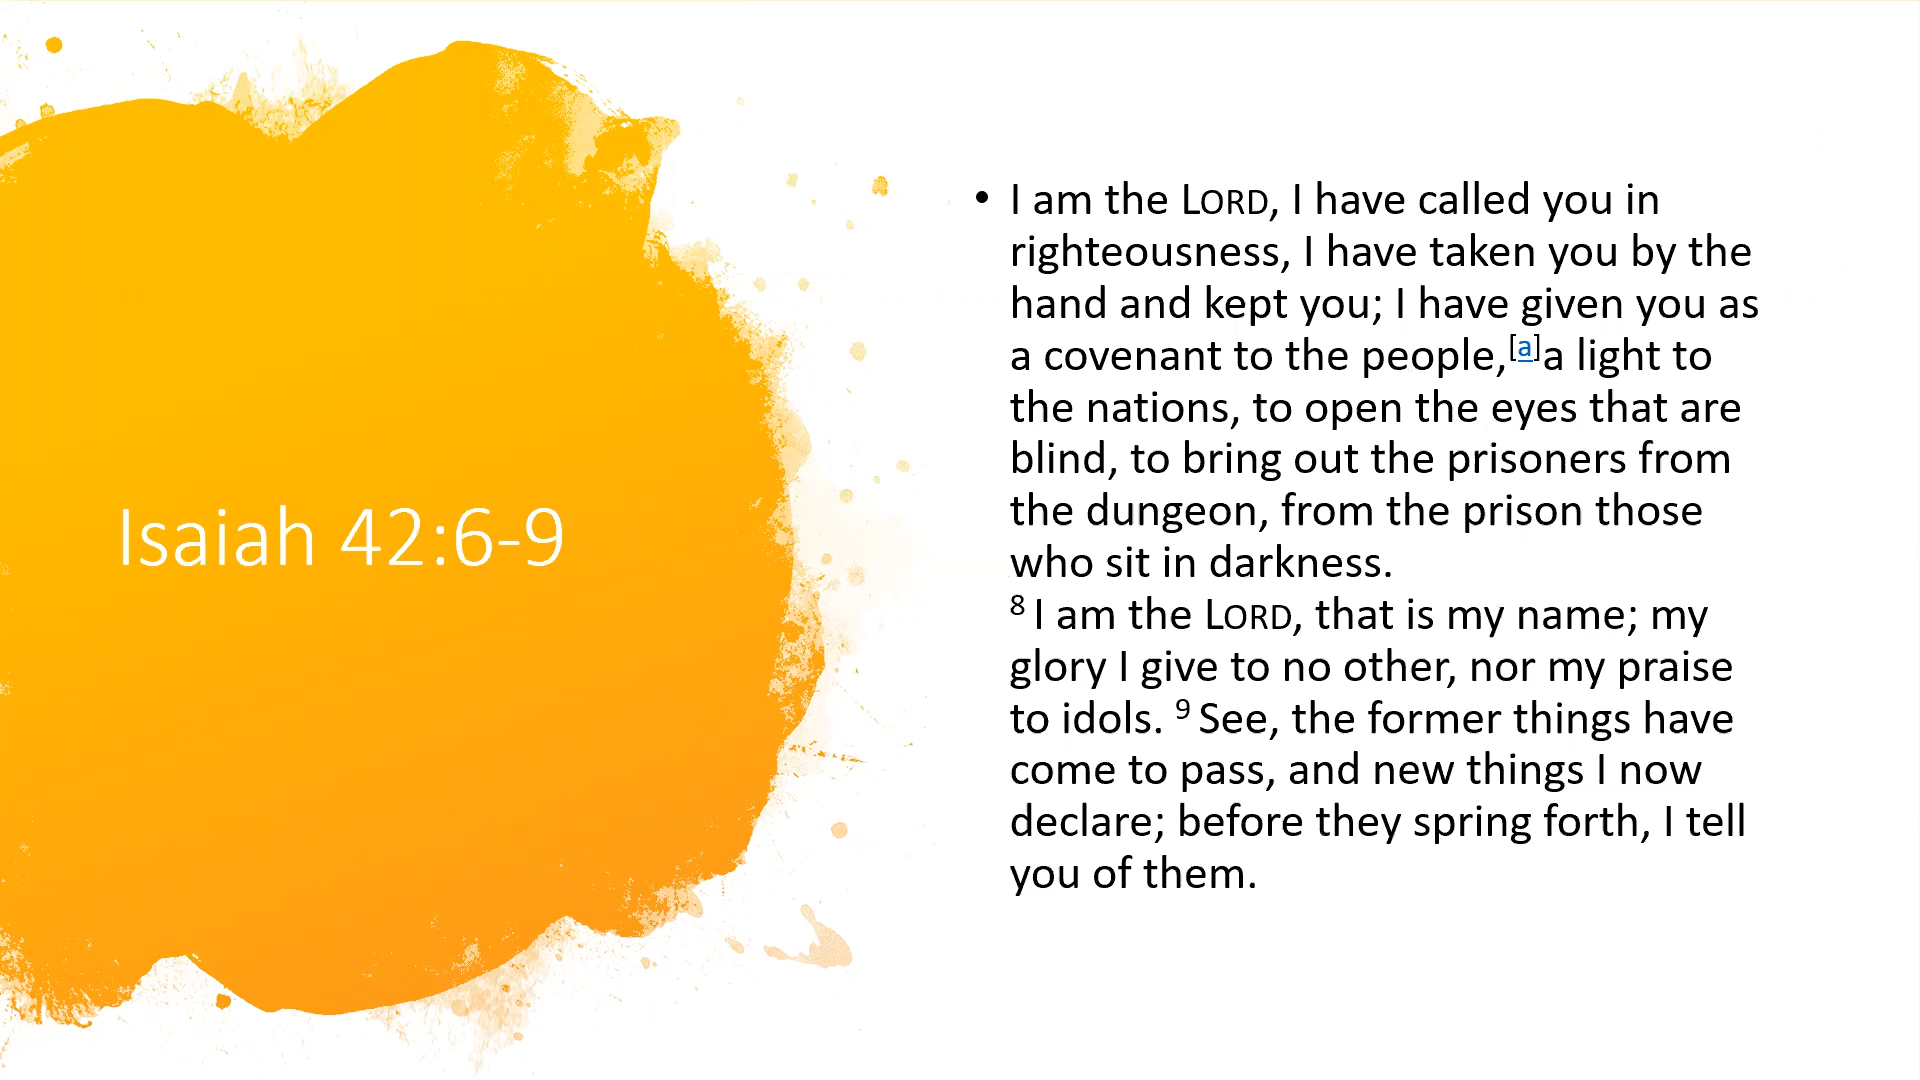 Isaiah 42:6-9
• I am the LORD, I have called you in
righteousness, I have taken you by the
hand and kept you; I have given you as
a covenant to the people,[a]a light to
the nations, to open the eyes that are
blind, to bring out the prisoners from
the dungeon, from the prison those
who sit in darkness.
8 I am the LORD, that is my name; my
glory I give to no other, nor my praise
to idols. 9 See, the former things have
come to pass, and new things I now
declare; before they spring forth, I tell
you of them.